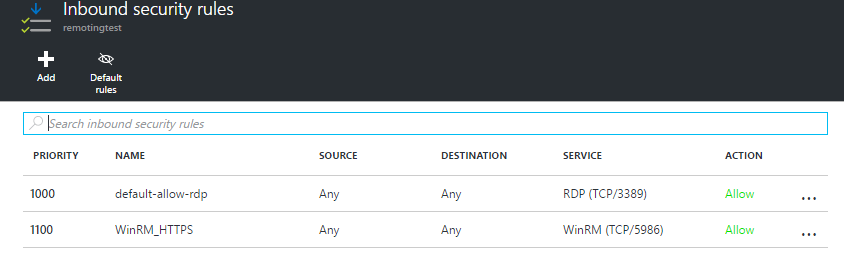 Inbound security rules
remotingtest
Add
Default rules
Search inbound security rules
PRIORITY NAME SOURCE DESTINATION SERVICE ACTION
1000 default-allow-rdp Any Any RDP (TCP/3389) Allow ...
1100 WinRM_HTTPS Any Any WinRM (TCP/5986) Allow ...